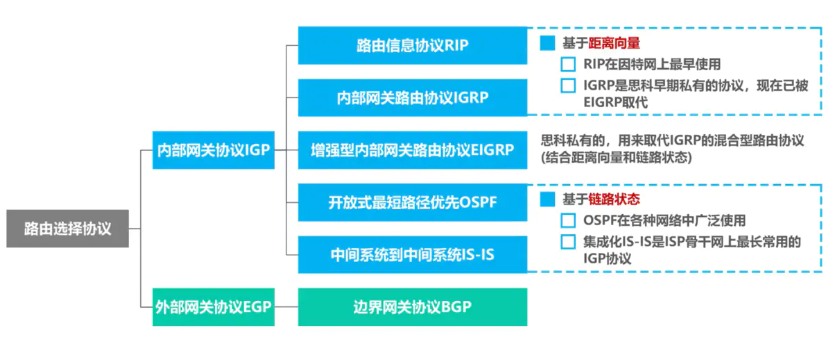 路由选择协议
内部网关协议IGP
外部网关协议EGP
路由信息协议RIP
内部网关路由协议IGRP
增强型内部网关路由协议EIGRP
开放式最短路径优先OSPF
中间系统到中间系统IS-IS
边界网关协议BGP
基于距离向量
RIP在因特网上最早使用
IGRP是思科早期私有的协议，现在已被
EIGRP取代
思科私有的，用来取代IGRP的混合型路由协议
(结合距离向量和链路状态)
基于链路状态
OSPF在各种网络中广泛使用
集成化IS-IS是ISP骨干网上最长常用的
IGP协议